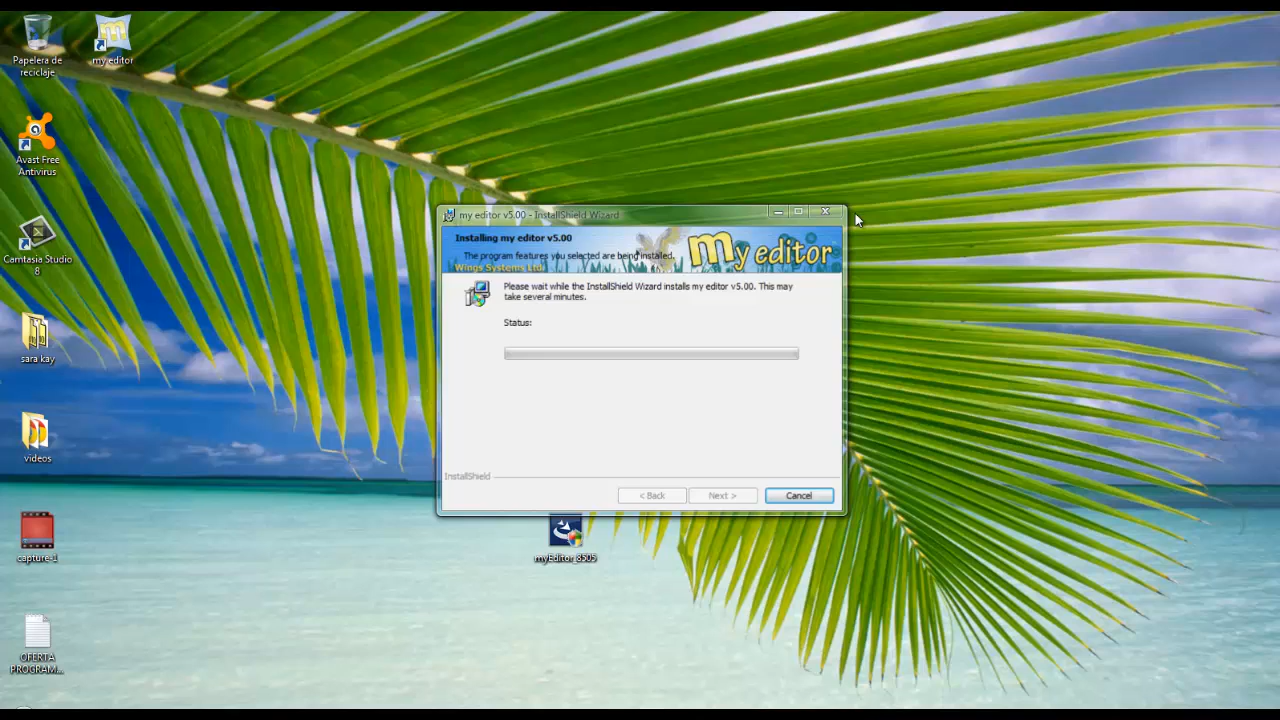 Papelera de
reciclaje
my editor
Avast Free
Antivirus
Camtasia Studio
8
sara kay
videos
capture-1
OFERTA
PROGRAM...
my editor v5.00 - InstallShield Wizard
Installing my editor v5.00
The program features you selected are being installed.
Wings Systems Ltd.
my editor
Please wait while the InstallShield Wizard installs my editor v5.00. This may
take several minutes.
Status:
InstallShield
< Back
Next >
Cancel
myEditor_8505